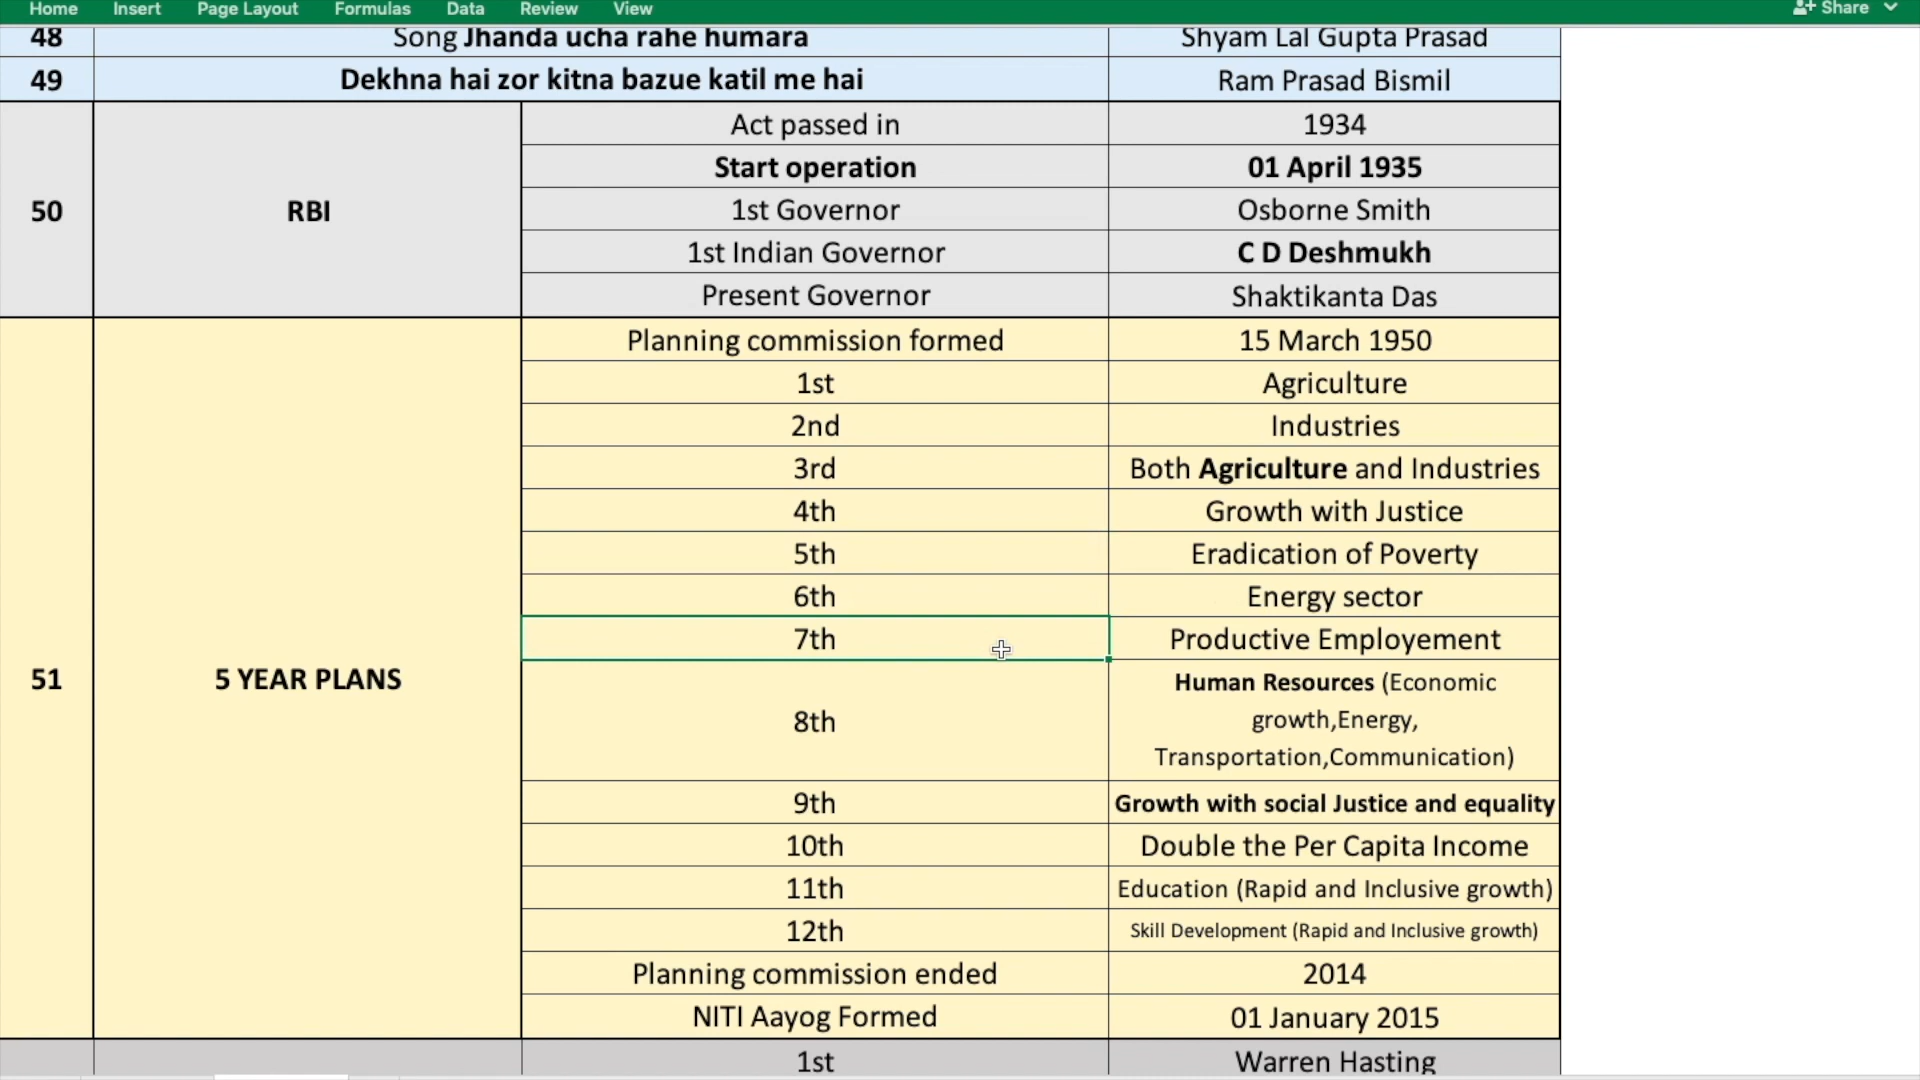 Home Insert Page Layout Formulas Data Review View Share
48 Song Jhanda ucha rahe humara Shyam Lal Gupta Prasad
49 Dekhna hai zor kitna bazue katil me hai Ram Prasad Bismil
50 RBI
Act passed in 1934
Start operation 01 April 1935
1st Governor Osborne Smith
1st Indian Governor C D Deshmukh
Present Governor Shaktikanta Das
51 5 YEAR PLANS
Planning commission formed 15 March 1950
1st Agriculture
2nd Industries
3rd Both Agriculture and Industries
4th Growth with Justice
5th Eradication of Poverty
6th Energy sector
7th Productive Employement
8th Human Resources (Economic
growth,Energy,
Transportation,Communication)
9th Growth with social Justice and equality
10th Double the Per Capita Income
11th Education (Rapid and Inclusive growth)
12th Skill Development (Rapid and Inclusive growth)
Planning commission ended 2014
NITI Aayog Formed 01 January 2015
1st Warren Hasting